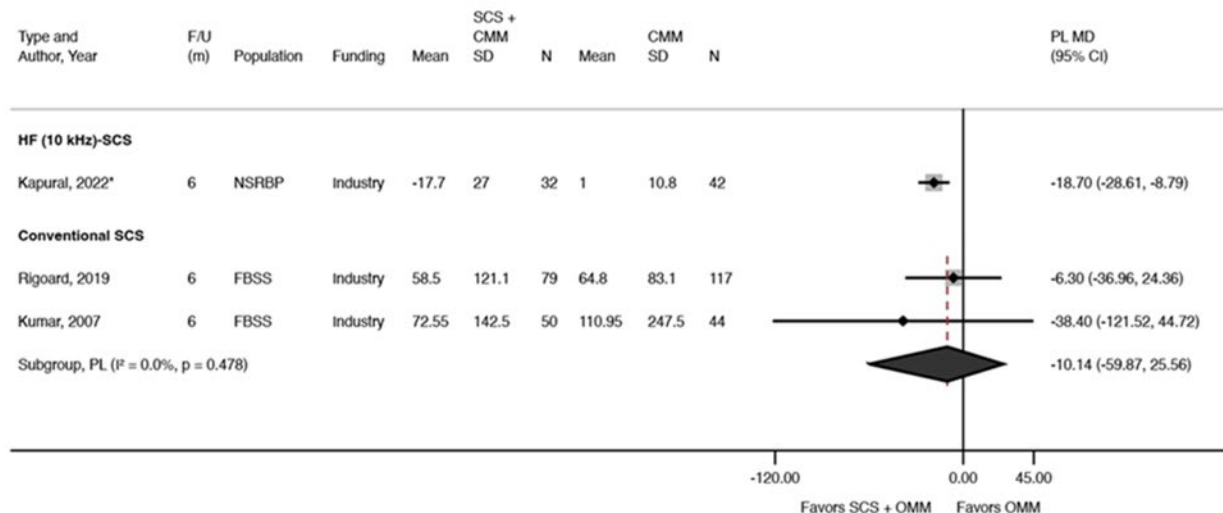 Type and Author, Year F/U (m) Population Funding Mean SCS + CMM SD N Mean CMM SD N PL MD (95% CI)
HF (10 kHz)-SCS
Kapural, 2022* 6 NSRBP Industry -17.7 27 32 1 10.8 42 -18.70 (-28.61, -8.79)
Conventional SCS
Rigoard, 2019 6 FBSS Industry 58.5 121.1 79 64.8 83.1 117 -6.30 (-36.96, 24.36)
Kumar, 2007 6 FBSS Industry 72.55 142.5 50 110.95 247.5 44 -38.40 (-121.52, 44.72)
Subgroup, PL (I² = 0.0%, p = 0.478) -10.14 (-59.87, 25.56)
-120.00 0.00 45.00
Favors SCS + OMM Favors OMM